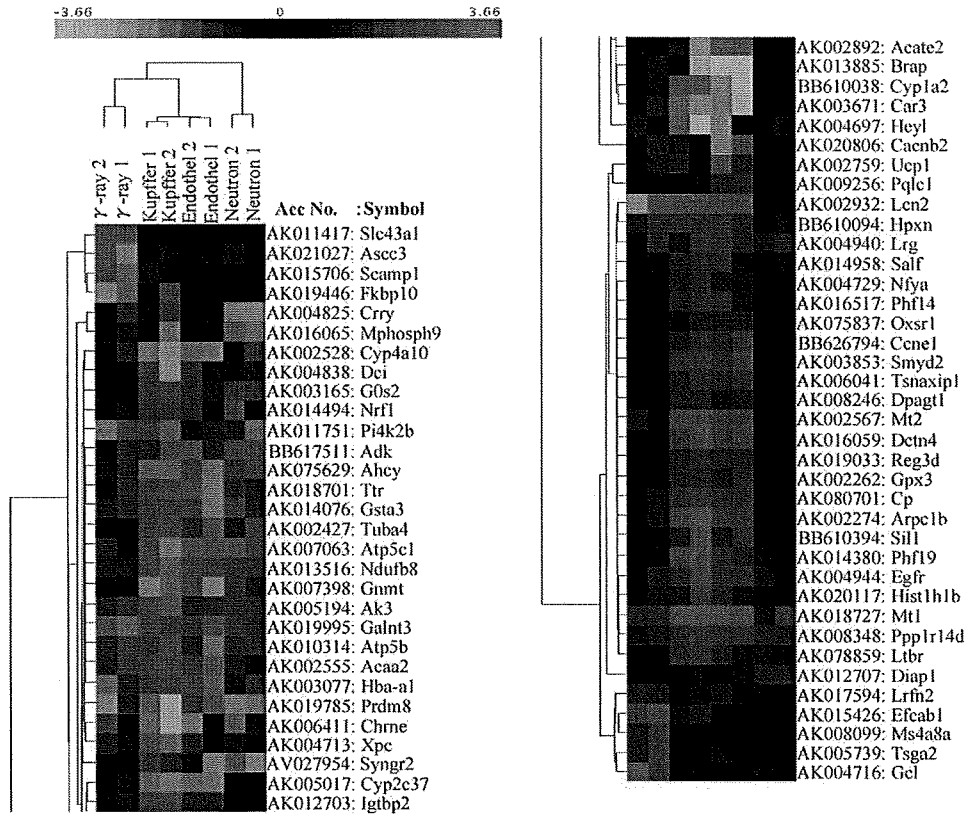 -3.66 0 3.66
γ-ray 2
γ-ray 1
Kupffer 1
Kupffer 2
Endothel 2
Endothel 1
Neutron 2
Neutron 1
Acc No. :Symbol
AK011417: Slc43a1
AK021027: Ascc3
AK015706: Scamp1
AK019446: Fkbp10
AK004825: Crry
AK016065: Mphosph9
AK002528: Cyp4a10
AK004838: Dci
AK003165: G0s2
AK014494: Nrf1
AK011751: Pi4k2b
BB617511: Adk
AK075629: Ahcy
AK018701: Ttr
AK014076: Gsta3
AK002427: Tuba4
AK007063: Atp5c1
AK013516: Ndufb8
AK007398: Gnmt
AK005194: Ak3
AK019995: Galnt3
AK010314: Atp5b
AK002555: Acaa2
AK003077: Hba-a1
AK019785: Prdm8
AK006411: Chrne
AK004713: Xpc
AV027954: Syngr2
AK005017: Cyp2c37
AK012703: Igtbp2
AK002892: Acate2
AK013885: Brap
BB610038: Cyp1a2
AK003671: Car3
AK004697: Heyl
AK020806: Cacnb2
AK002759: Ucp1
AK009256: Pqlc1
AK002932: Lcn2
BB610094: Hpxn
AK004940: Lrg
AK014958: Salf
AK004729: Nfya
AK016517: Phf14
AK075837: Oxsr1
BB626794: Ccne1
AK003853: Smyd2
AK006041: Tsnaxip1
AK008246: Dpagt1
AK002567: Mt2
AK016059: Dctn4
AK019033: Reg3d
AK002262: Gpx3
AK080701: Cp
AK002274: Arpc1b
BB610394: Sil1
AK014380: Phf19
AK004944: Egfr
AK020117: Hist1h1b
AK018727: Mt1
AK008348: Ppp1r14d
AK078859: Ltbr
AK012707: Diap1
AK017594: Lrfn2
AK015426: Efcab1
AK008099: Ms4a8a
AK005739: Tsga2
AK004716: Gcl